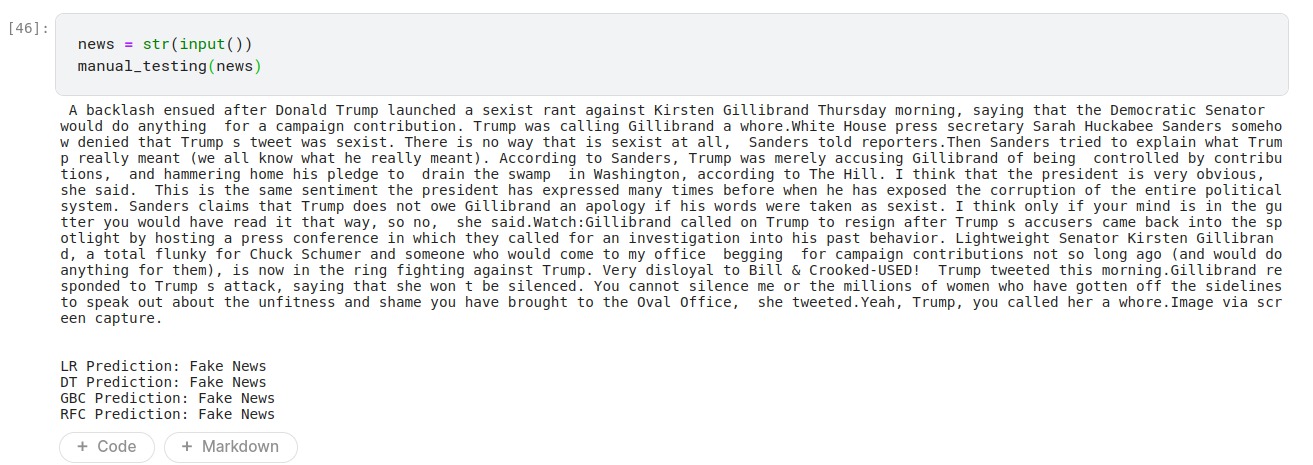 [46]:
news = str(input())
manual_testing(news)
A backlash ensued after Donald Trump launched a sexist rant against Kirsten Gillibrand Thursday morning, saying that the Democratic Senator
would do anything  for a campaign contribution. Trump was calling Gillibrand a whore.White House press secretary Sarah Huckabee Sanders someho
w denied that Trump s tweet was sexist. There is no way that is sexist at all,  Sanders told reporters.Then Sanders tried to explain what Trum
p really meant (we all know what he really meant). According to Sanders, Trump was merely accusing Gillibrand of being  controlled by contribu
tions,  and hammering home his pledge to  drain the swamp  in Washington, according to The Hill. I think that the president is very obvious,
she said.  This is the same sentiment the president has expressed many times before when he has exposed the corruption of the entire political
system. Sanders claims that Trump does not owe Gillibrand an apology if his words were taken as sexist. I think only if your mind is in the gu
tter you would have read it that way, so no,  she said.Watch:Gillibrand called on Trump to resign after Trump s accusers came back into the sp
otlight by hosting a press conference in which they called for an investigation into his past behavior. Lightweight Senator Kirsten Gillibran
d, a total flunky for Chuck Schumer and someone who would come to my office  begging  for campaign contributions not so long ago (and would do
anything for them), is now in the ring fighting against Trump. Very disloyal to Bill & Crooked-USED!  Trump tweeted this morning.Gillibrand re
sponded to Trump s attack, saying that she won t be silenced. You cannot silence me or the millions of women who have gotten off the sidelines
to speak out about the unfitness and shame you have brought to the Oval Office,  she tweeted.Yeah, Trump, you called her a whore.Image via scr
een capture.
LR Prediction: Fake News
DT Prediction: Fake News
GBC Prediction: Fake News
RFC Prediction: Fake News
+ Code + Markdown